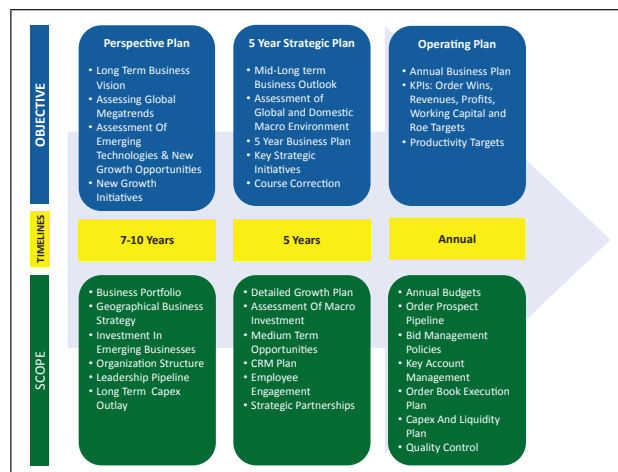 OBJECTIVE
Perspective Plan
• Long Term Business
Vision
• Assessing Global
Megatrends
• Assessment Of
Emerging
Technologies & New
Growth Opportunities
• New Growth
Initiatives
5 Year Strategic Plan
• Mid-Long term
Business Outlook
• Assessment of
Global and Domestic
Macro Environment
• 5 Year Business Plan
• Key Strategic
Initiatives
• Course Correction
Operating Plan
• Annual Business Plan
• KPIs: Order Wins,
Revenues, Profits,
Working Capital and
Roe Targets
• Productivity Targets
TIMELINES
7-10 Years
5 Years
Annual
SCOPE
• Business Portfolio
• Geographical Business
Strategy
• Investment In
Emerging Businesses
• Organization Structure
• Leadership Pipeline
• Long Term Capex
Outlay
• Detailed Growth Plan
• Assessment Of Macro
Investment
• Medium Term
Opportunities
• CRM Plan
• Employee
Engagement
• Strategic Partnerships
• Annual Budgets
• Order Prospect
Pipeline
• Bid Management
Policies
• Key Account
Management
• Order Book Execution
Plan
• Capex And Liquidity
Plan
• Quality Control